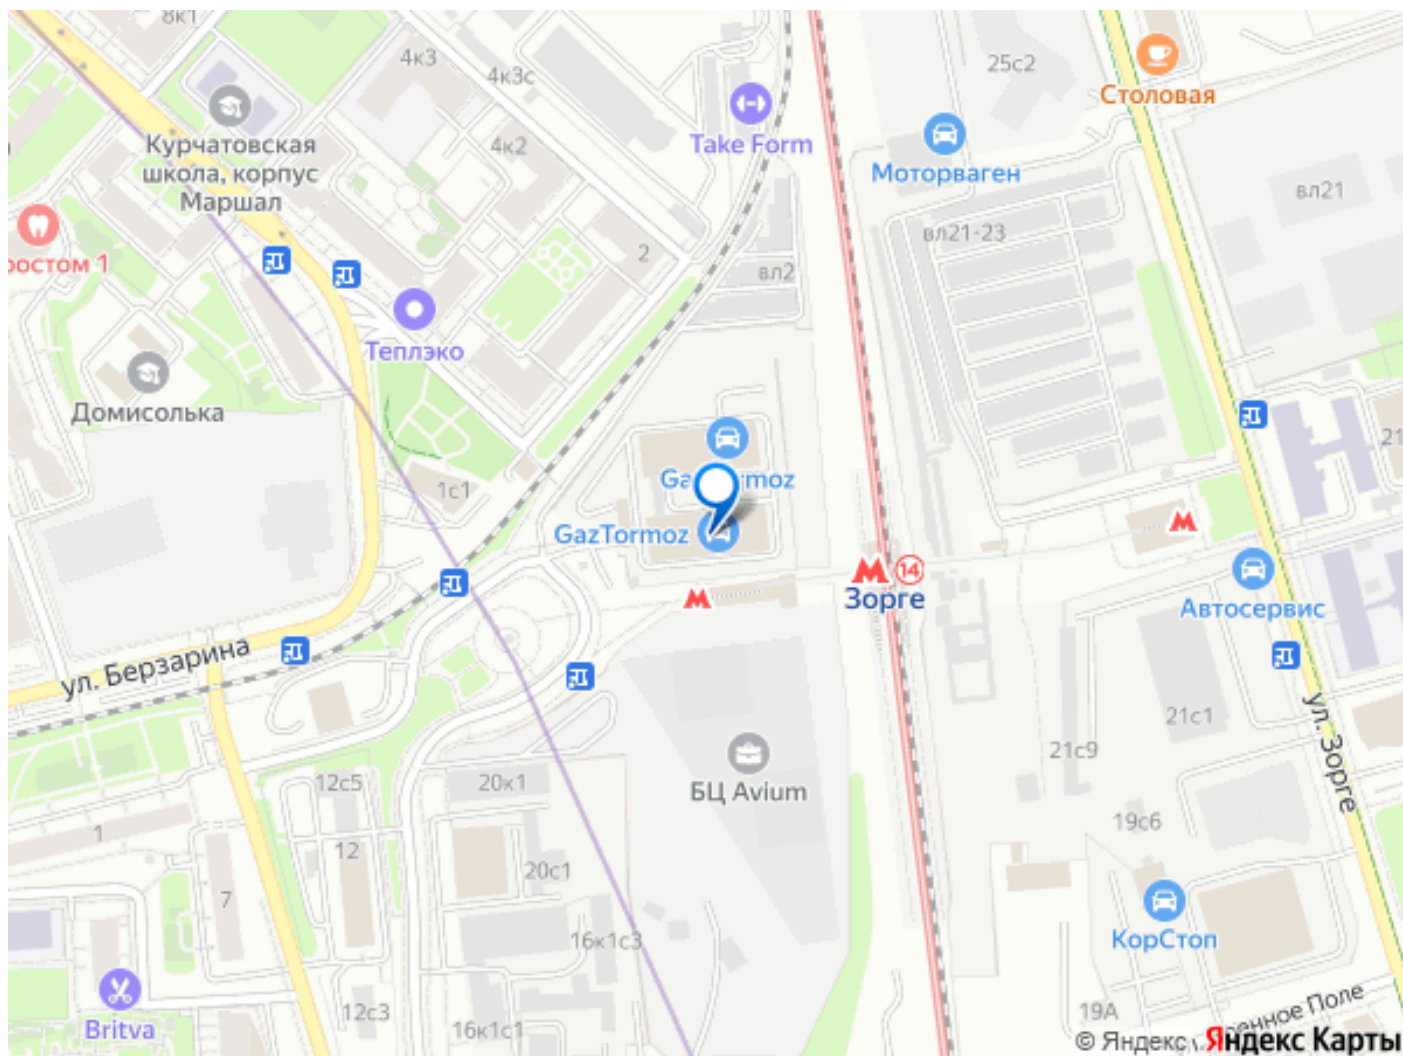 8к1
4к3
4к3с
25с2
Столовая
Курчатовская
школа, корпус
Маршал
4к2
Take Form
Моторваген
вл21
вл21-23
2
вл2
ростом 1
Теплэко
Домисолька
21
1с1
GazTormoz
14
Зорге
Автосервис
ул. Берзарина
ул. Зорге
21с1
21с9
БЦ Avium
12с5
20к1
1
12
19с6
20с1
7
16к1с3
КорСтоп
12с3
Britva
16к1с1
19А
© Яндекс
Яндекс Карты